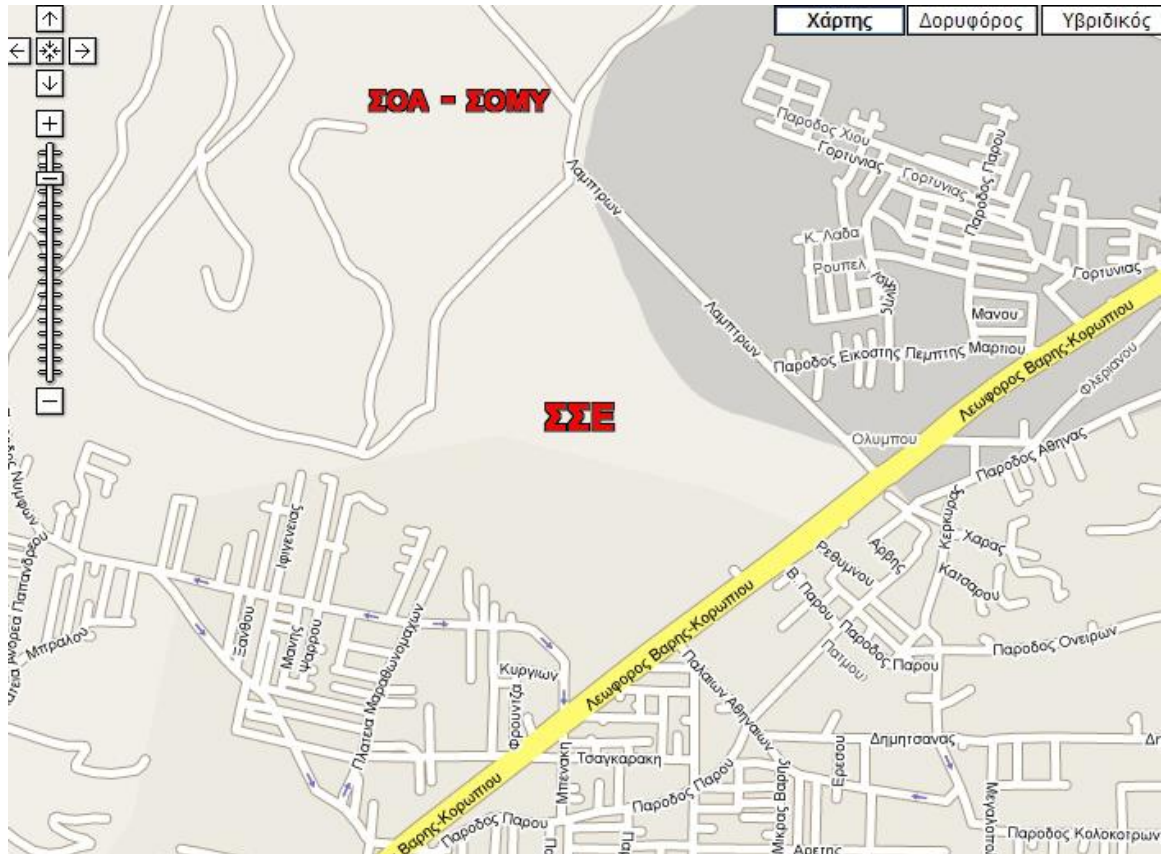 Χάρτης
Δορυφόρος
Υβριδικός
ΣΟΑ - ΣΟΜΥ
Παροδος Χιου
Γορτυνιας
Γορτυνιας
Παροδος Παρου
Λαμπτρων
Κ. Λαδα
Ρουπελ
Γορτυνιας
Μανου
Λαμπτρων
Παροδος Εικοστης Πεμπτης Μαρτιου
Λεωφορος Βαρης-Κορωπιου
Φλεριανου
ΣΣΕ
Ολυμπου
Παροδος Αθηνας
Κερκυρας
Χαρας
Αρβης
Ρεθυμνου
Κατσαρου
Ιφιγενειας
Β. Παρου
Παροδος Παρου
Πατμου
Παροδος Ονειρων
Λεωφορος Βαρης-Κορωπιου
Ξανθου
Μανης
Ψαρρου
Πλατεια Μαραθωνομαχων
Μπραλου
Κυργιων
Φρουντζα
Παλαιων Αθηναιων
Δημητσανας
Τσαγκαρακη
Μπενακη
Ερεσου
Παροδος Παρου
Μικρας Βαρης
Παροδος Παρου
Βαρης-Κορωπιου
Παροδος Κολοκοτρων
Αρετης